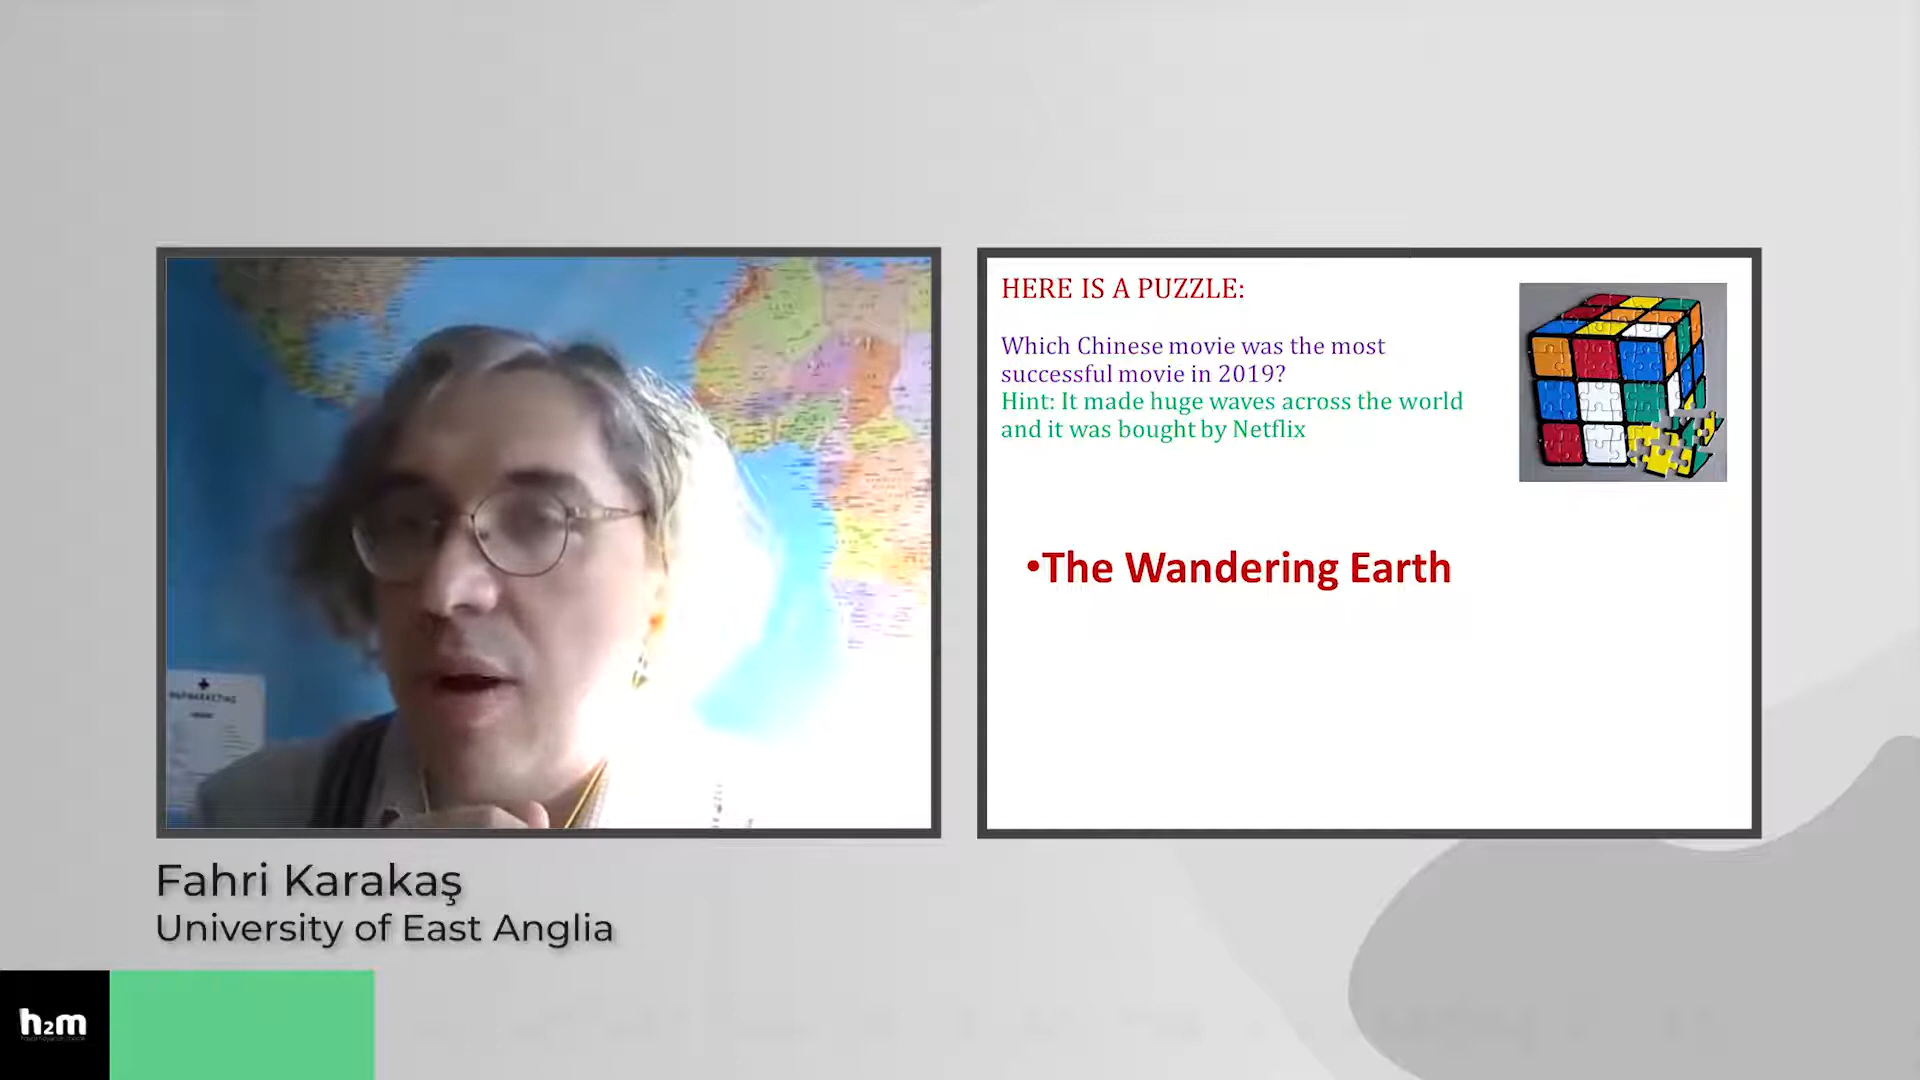 HERE IS A PUZZLE:
Which Chinese movie was the most
successful movie in 2019?
Hint: It made huge waves across the world
and it was bought by Netflix
•The Wandering Earth
Fahri Karakaş
University of East Anglia
h2m